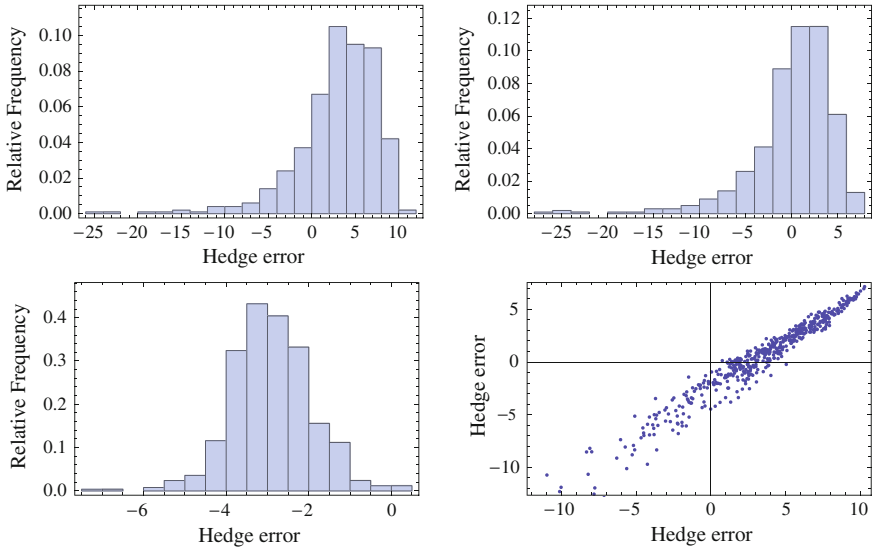 0.10
0.08
0.06
0.04
0.02
0.00
Relative Frequency
−25 −20 −15 −10 −5 0 5 10
Hedge error
0.12
0.10
0.08
0.06
0.04
0.02
0.00
Relative Frequency
−25 −20 −15 −10 −5 0 5
Hedge error
0.4
0.3
0.2
0.1
0.0
Relative Frequency
−6 −4 −2 0
Hedge error
5
0
−5
−10
Hedge error
−10 −5 0 5 10
Hedge error